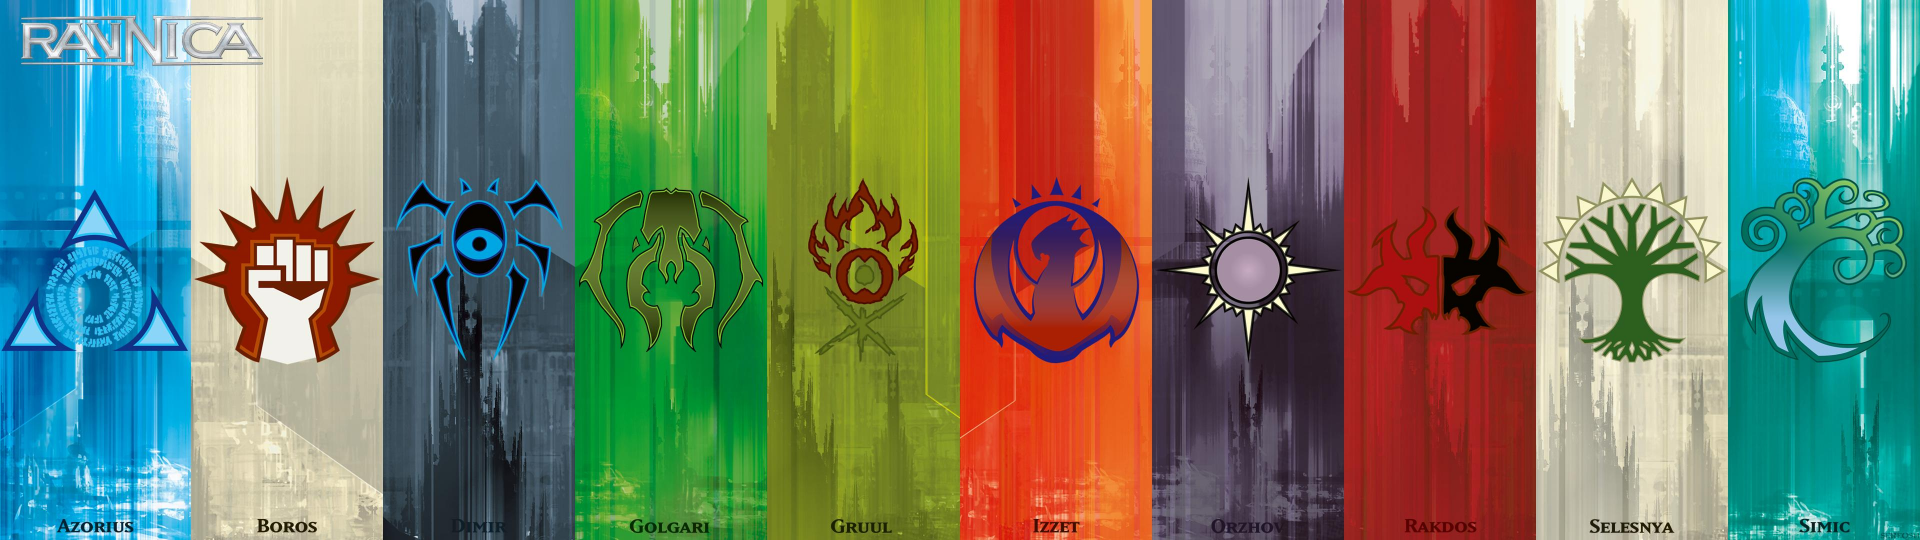 RAVNICA
AZORIUS
BOROS
DIMIR
GOLGARI
GRUUL
IZZET
ORZHOV
RAKDOS
SELESNYA
SIMIC